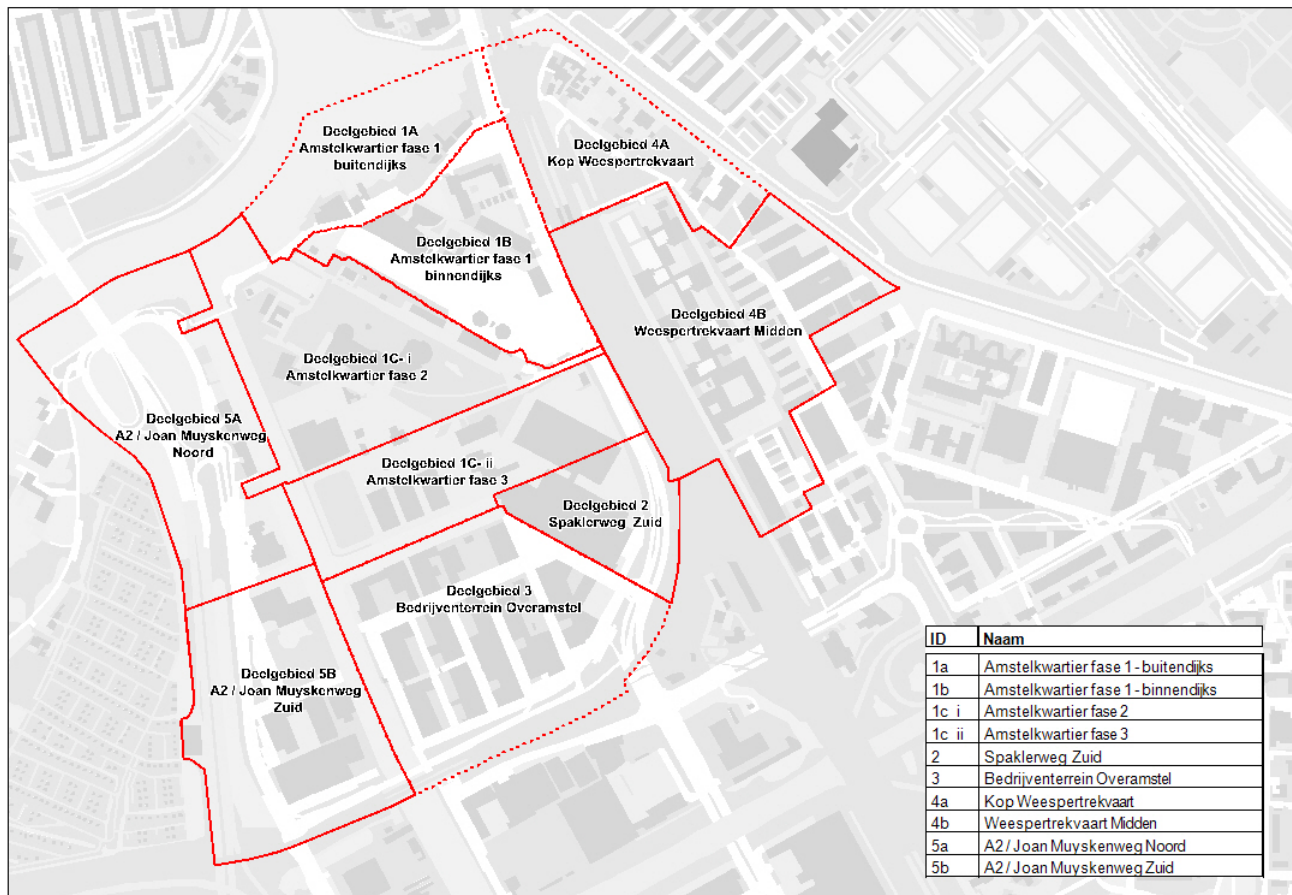 Deelgebied 1A
Amstelkwartier fase 1
buitendijks
Deelgebied 4A
Kop Weespertrekvaart
Deelgebied 1B
Amstelkwartier fase 1
binnendijks
Deelgebied 4B
Weespertrekvaart Midden
Deelgebied 1C- i
Amstelkwartier fase 2
Deelgebied 5A
A2 / Joan Muyskenweg
Noord
Deelgebied 1C- ii
Amstelkwartier fase 3
Deelgebied 2
Spaklerweg Zuid
Deelgebied 3
Bedrijventerrein Overamstel
Deelgebied 5B
A2 / Joan Muyskenweg
Zuid
ID Naam
1a Amstelkwartier fase 1 - buitendijks
1b Amstelkwartier fase 1 - binnendijks
1c i Amstelkwartier fase 2
1c ii Amstelkwartier fase 3
2 Spaklerweg Zuid
3 Bedrijventerrein Overamstel
4a Kop Weespertrekvaart
4b Weespertrekvaart Midden
5a A2 / Joan Muyskenweg Noord
5b A2 / Joan Muyskenweg Zuid